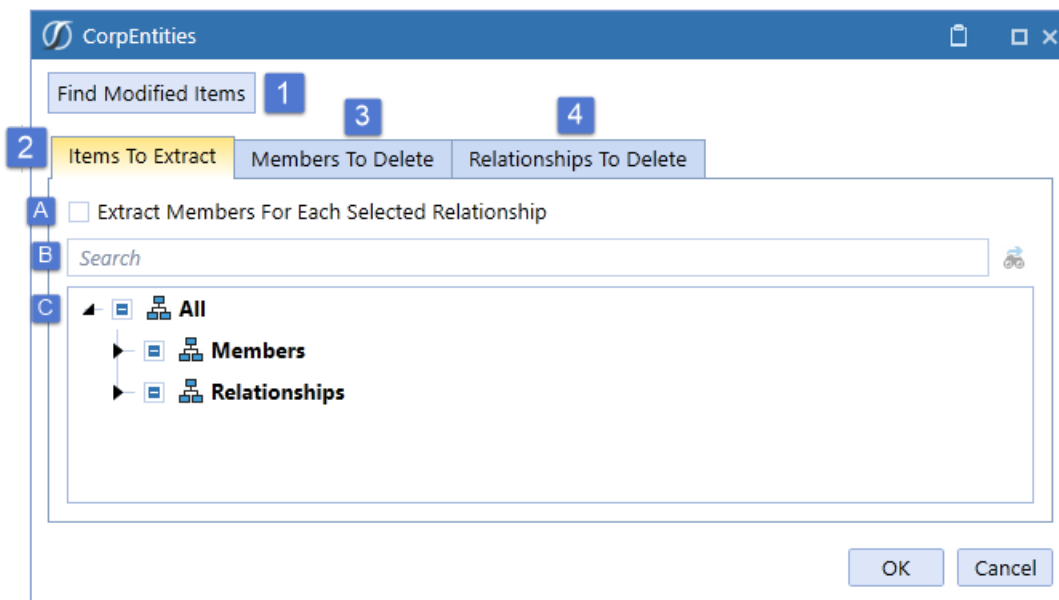 CorpEntities
Find Modified Items 1
3 4
2 Items To Extract Members To Delete Relationships To Delete
A Extract Members For Each Selected Relationship
B Search
C All
Members
Relationships
OK Cancel